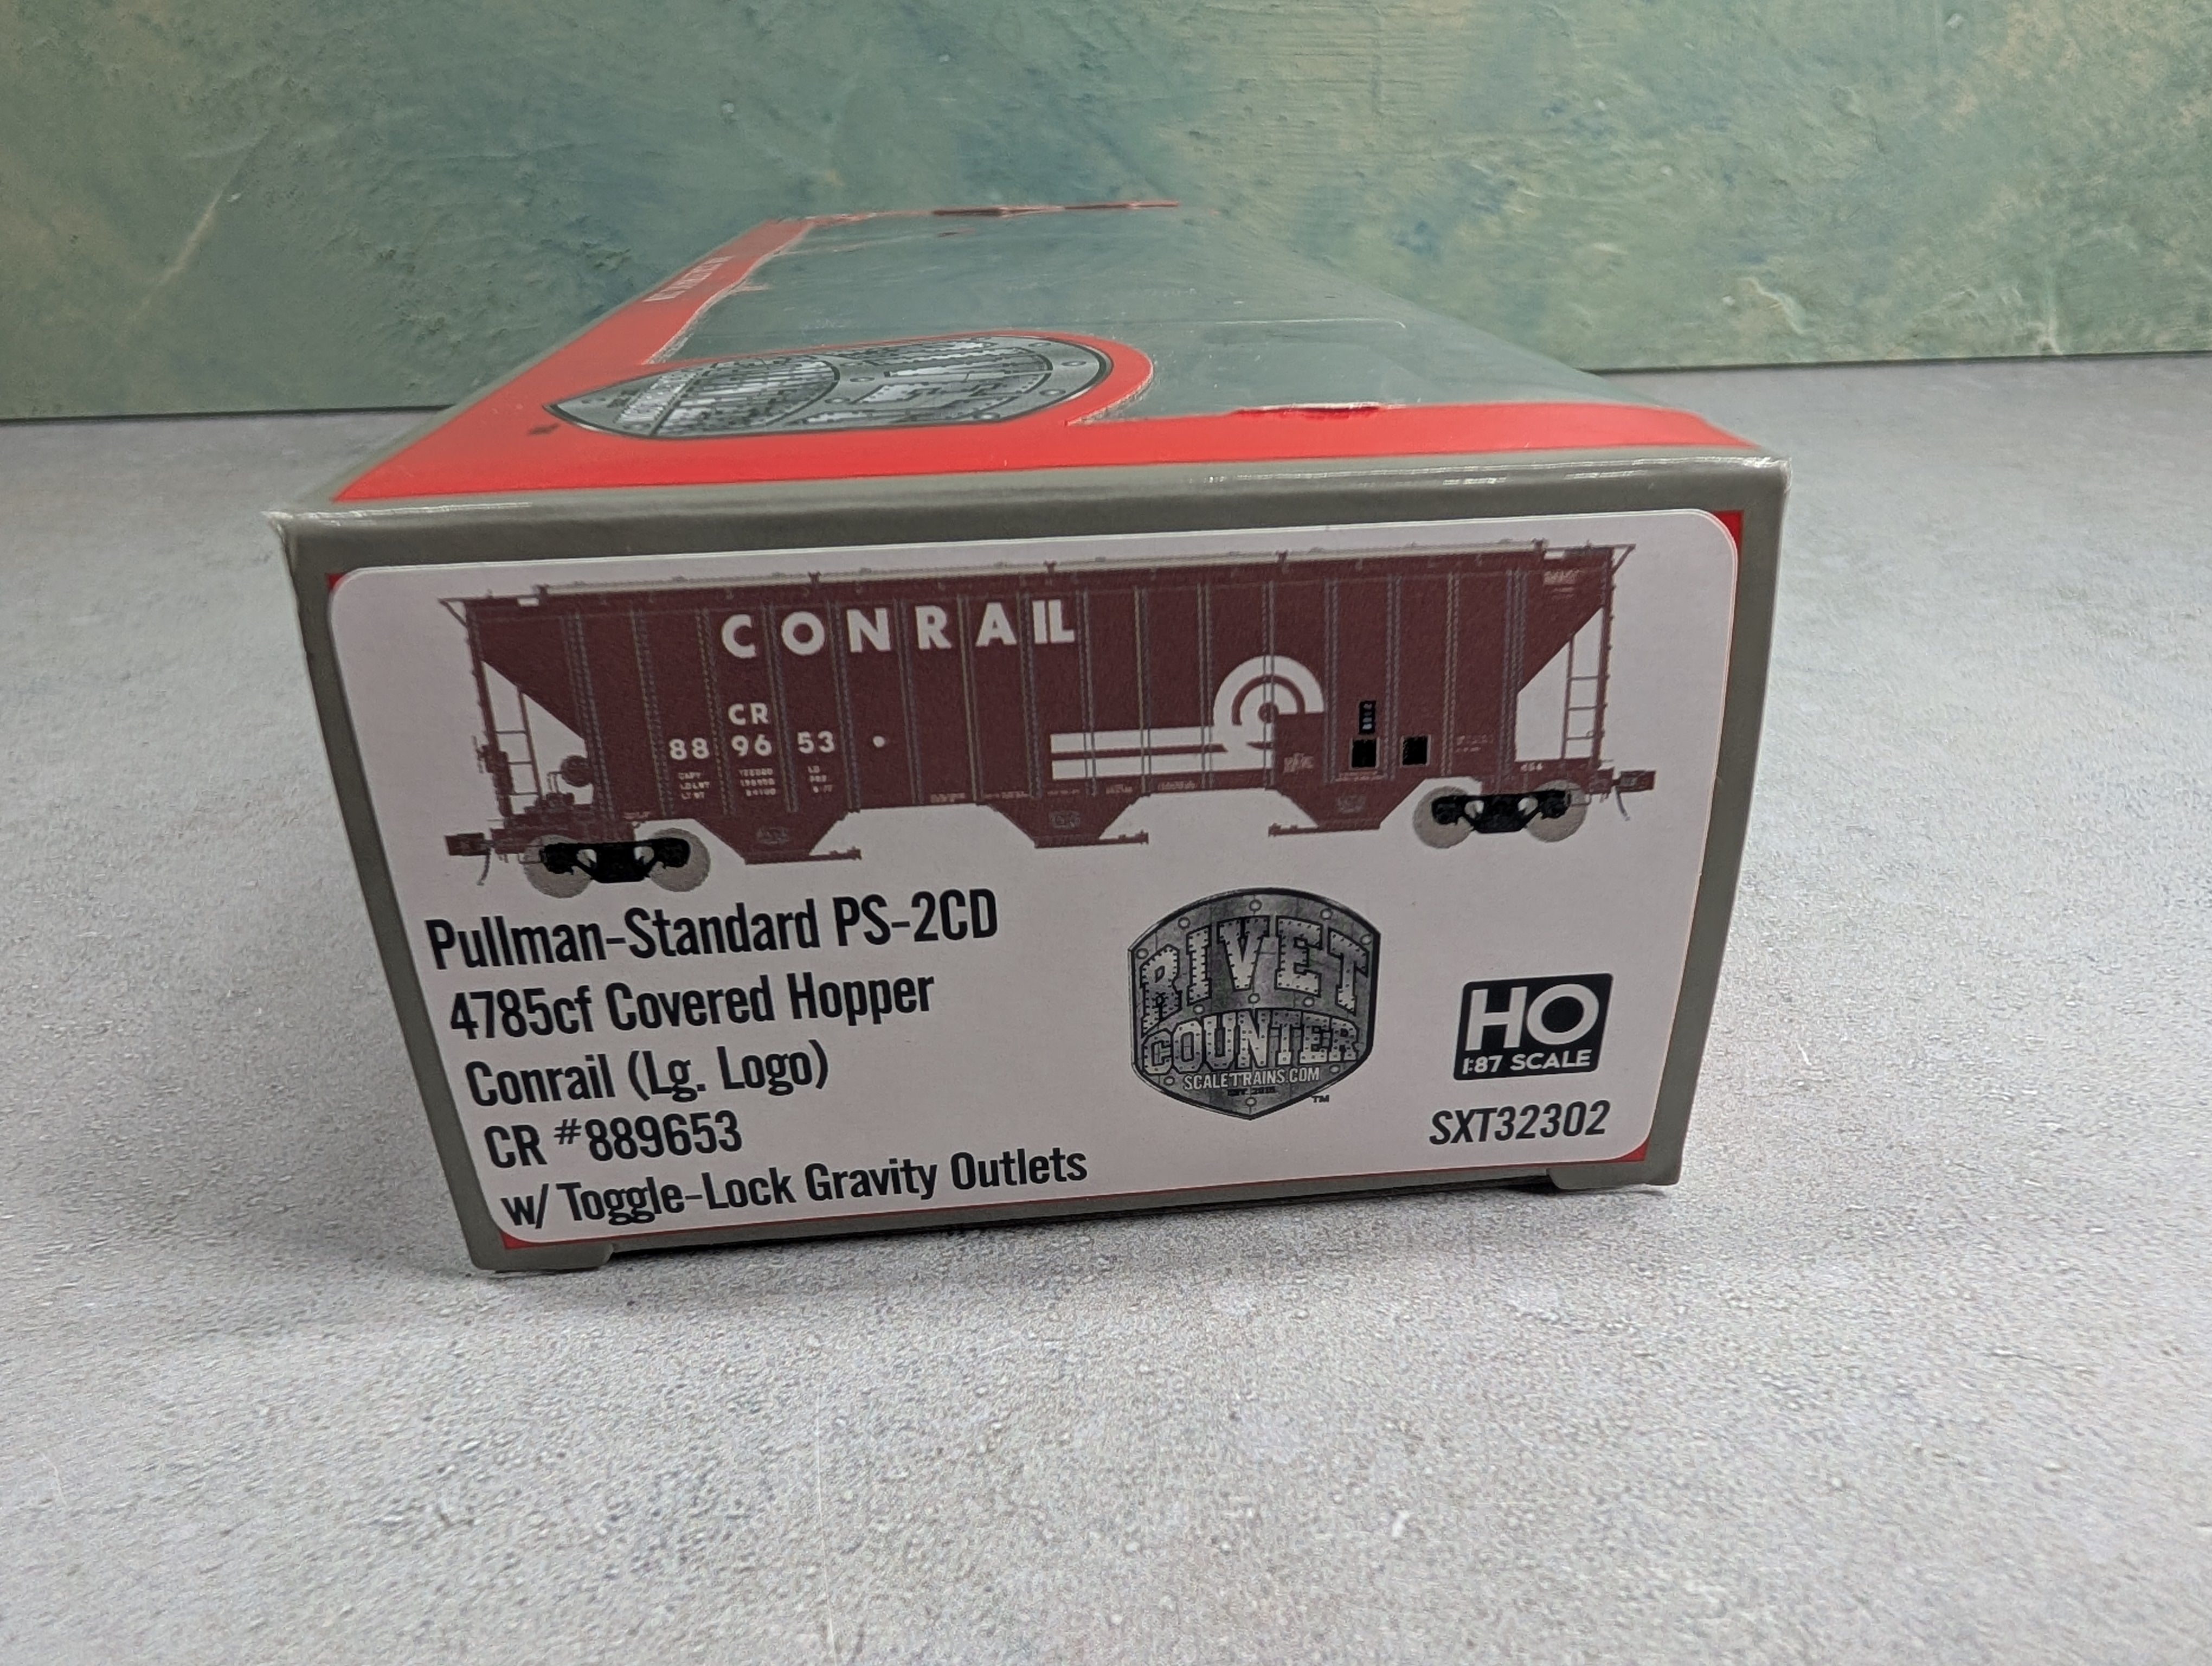 CONRAIL
CR
88 96 53
Pullman-Standard PS-2CD
4785cf Covered Hopper
Conrail (Lg. Logo)
CR #889653
w/ Toggle-Lock Gravity Outlets
RIVET
COUNTER
SCALETRAINS.COM
TM
HO
1:87 SCALE
SXT32302